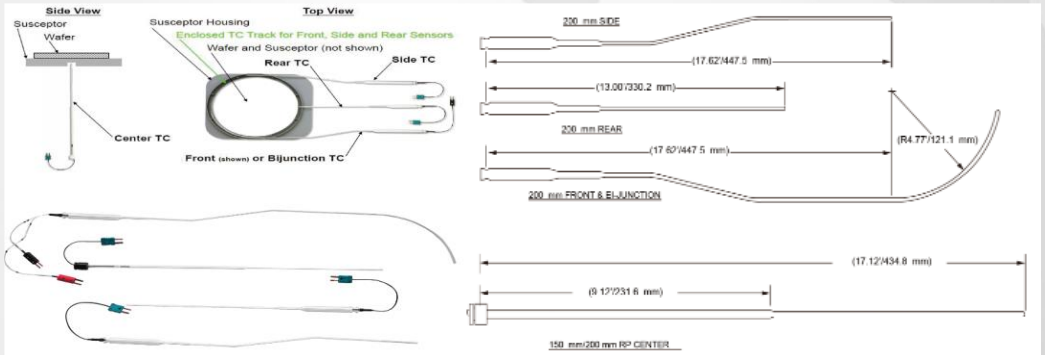 Side View
Susceptor
Wafer
Center TC
Top View
Susceptor Housing
Enclosed TC Track for Front, Side and Rear Sensors
Wafer and Susceptor (not shown)
Rear TC
Side TC
Front (shown) or Bijunction TC
200 mm SIDE
(17.62"/447.5 mm)
(13.00"/330.2 mm)
200 mm REAR
(17.62"/447.5 mm)
(R4.77"/121.1 mm)
200 mm FRONT & EI-JUNCTION
(17.12"/434.8 mm)
(9.12"/231.6 mm)
150 mm/200 mm RP CENTER